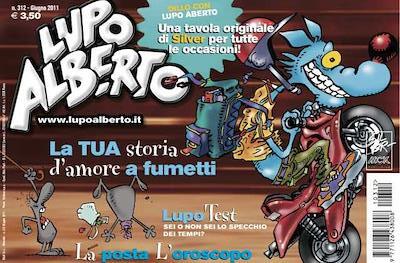 n. 312 - Giugno 2011
€ 3,50
LUPO
ALBERTO
www.lupoalberto.it
DILLO CON
LUPO ALBERTO
Una tavola originale
di Silver per tutte
le occasioni!
La TUA storia
d'amore a fumetti
LupoTest
SEI O NON SEI LO SPECCHIO
DEI TEMPI?
La posta L'oroscopo
MCK